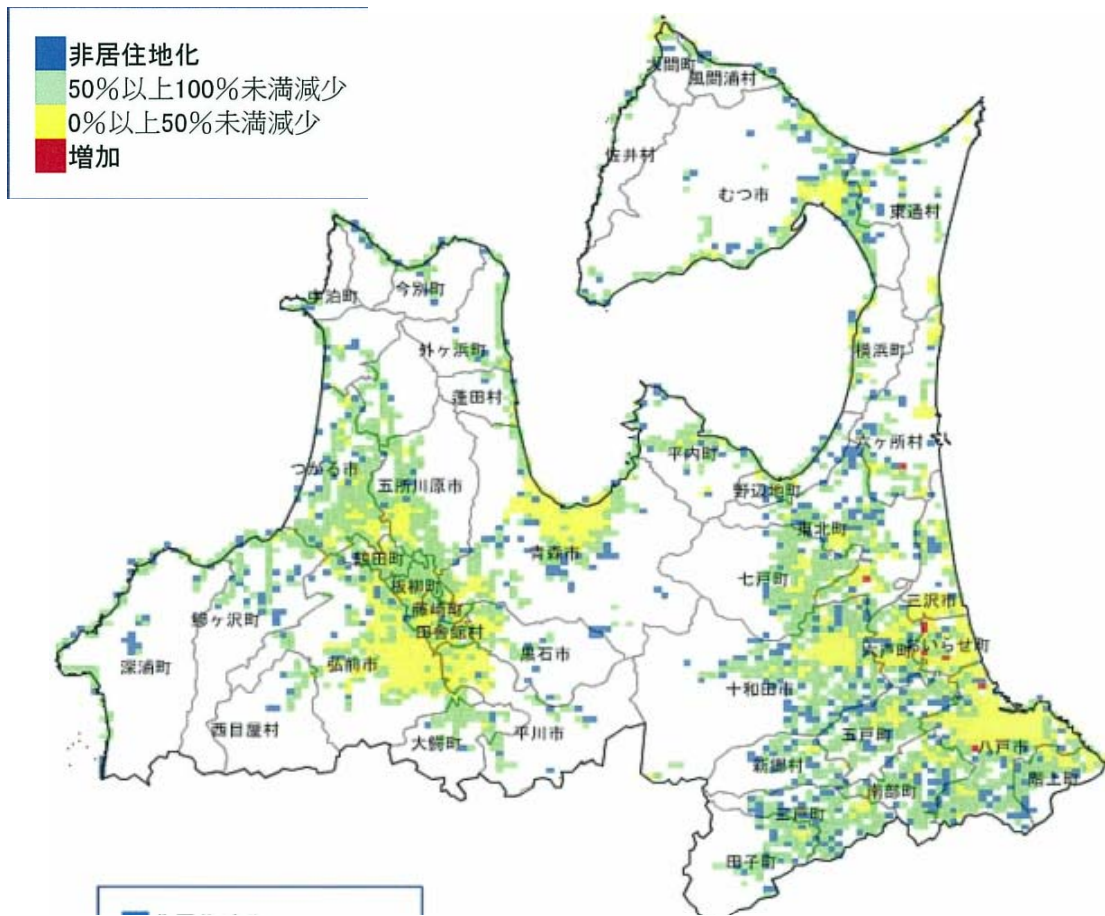 非居住地化
50％以上100％未満減少
0％以上50％未満減少
増加
大間町
風間浦村
佐井村
むつ市
東通村
中泊町
今別町
外ヶ浜町
横浜町
蓬田村
六ヶ所村
平内町
つがる市
五所川原市
野辺地町
東北町
青森市
鶴田町
七戸町
板柳町
三沢市
藤崎町
鰺ヶ沢町
田舎館村
おいらせ町
六戸町
黒石市
深浦町
弘前市
十和田市
西目屋村
平川市
大鰐町
五戸町
八戸市
新郷村
階上町
南部町
三戸町
田子町